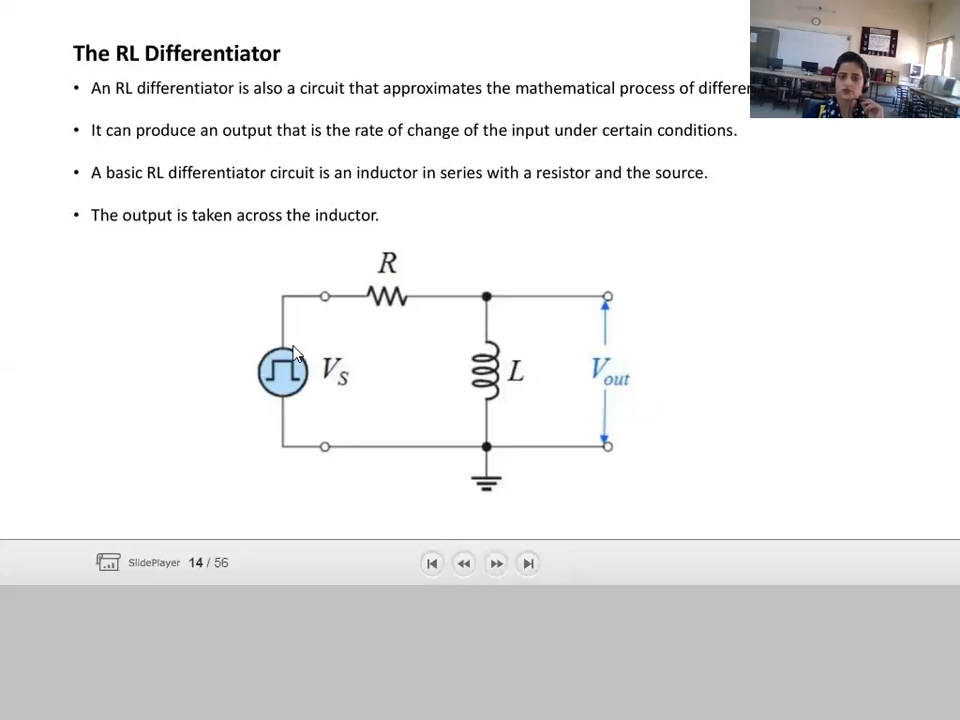 The RL Differentiator
• An RL differentiator is also a circuit that approximates the mathematical process of
• It can produce an output that is the rate of change of the input under certain conditions.
• A basic RL differentiator circuit is an inductor in series with a resistor and the source.
• The output is taken across the inductor.
R
VS
L
Vout
SlidePlayer 14 / 56